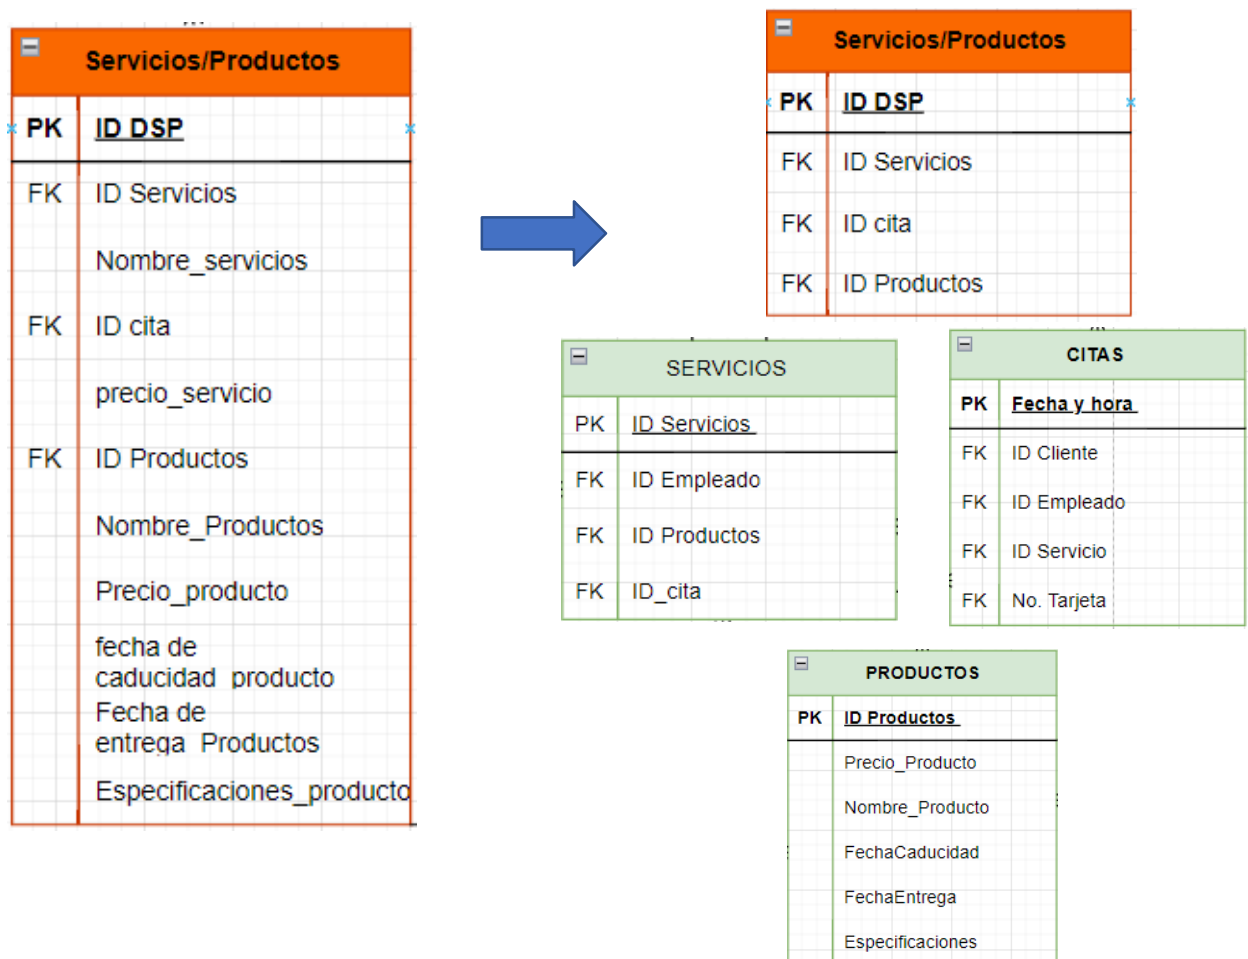 Servicios/Productos
PK ID DSP
FK ID Servicios
Nombre_servicios
FK ID cita
precio_servicio
FK ID Productos
Nombre_Productos
Precio_producto
fecha de
caducidad_producto
Fecha de
entrega_Productos
Especificaciones_producto
Servicios/Productos
PK ID DSP
FK ID Servicios
FK ID cita
FK ID Productos
SERVICIOS
PK ID Servicios
FK ID Empleado
FK ID Productos
FK ID_cita
CITAS
PK Fecha y hora
FK ID Cliente
FK ID Empleado
FK ID Servicio
FK No. Tarjeta
PRODUCTOS
PK ID Productos
Precio_Producto
Nombre_Producto
FechaCaducidad
FechaEntrega
Especificaciones